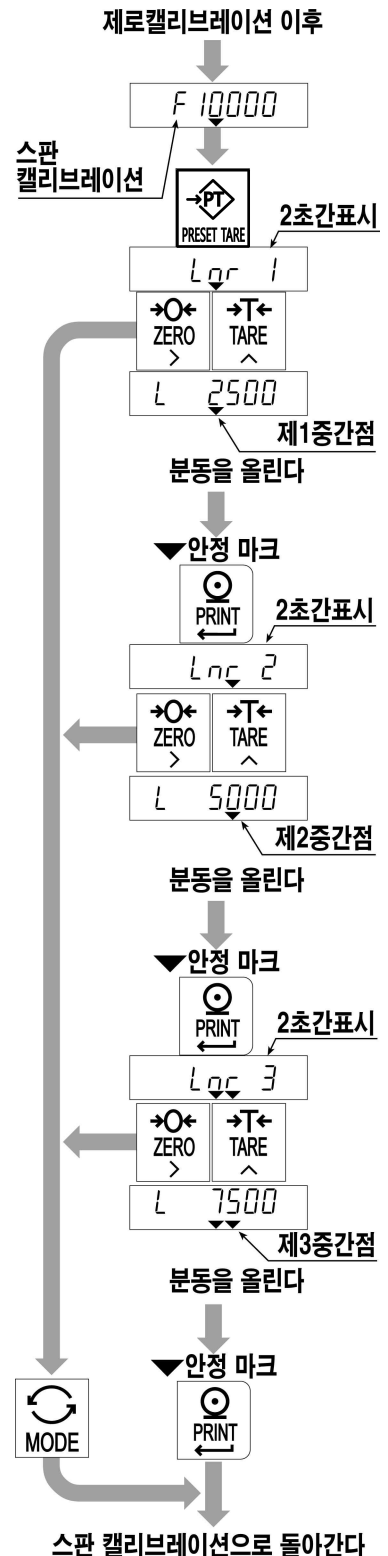 제로캘리브레이션 이후
F 10000
스판
캘리브레이션
→PT←
PRESET TARE
2초간표시
Lnr 1
→O← →T←
ZERO TARE
> ^
L 2500
제1중간점
분동을 올린다
▼안정 마크
PRINT
2초간표시
Lnr 2
→O← →T←
ZERO TARE
> ^
L 5000
제2중간점
분동을 올린다
▼안정 마크
PRINT
2초간표시
Lnr 3
→O← →T←
ZERO TARE
> ^
L 7500
제3중간점
분동을 올린다
▼안정 마크
MODE
PRINT
스판 캘리브레이션으로 돌아간다